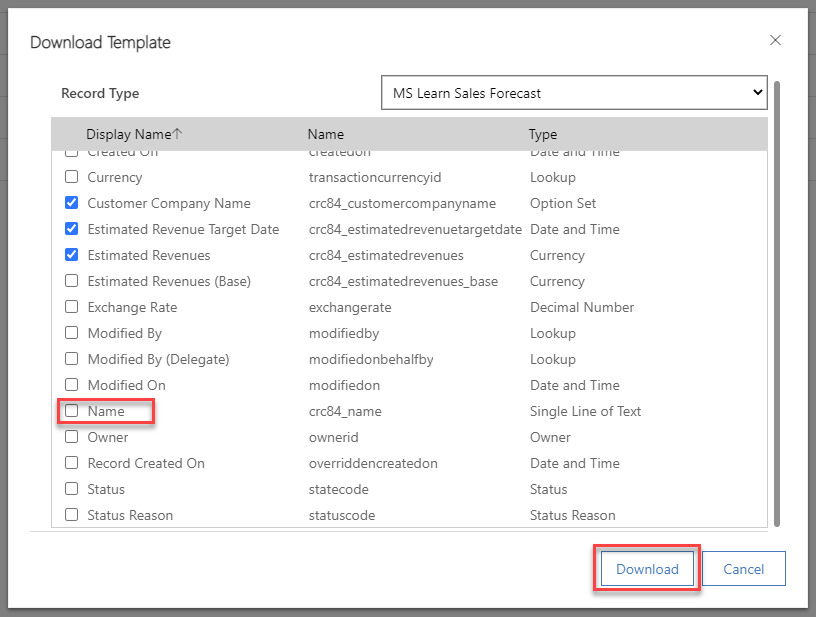 Download Template
Record Type MS Learn Sales Forecast
Display Name↑ Name Type
Created On createdon Date and Time
Currency transactioncurrencyid Lookup
Customer Company Name crc84_customercompanyname Option Set
Estimated Revenue Target Date crc84_estimatedrevenuetargetdate Date and Time
Estimated Revenues crc84_estimatedrevenues Currency
Estimated Revenues (Base) crc84_estimatedrevenues_base Currency
Exchange Rate exchangerate Decimal Number
Modified By modifiedby Lookup
Modified By (Delegate) modifiedonbehalfby Lookup
Modified On modifiedon Date and Time
Name crc84_name Single Line of Text
Owner ownerid Owner
Record Created On overriddencreatedon Date and Time
Status statecode Status
Status Reason statuscode Status Reason
Download Cancel